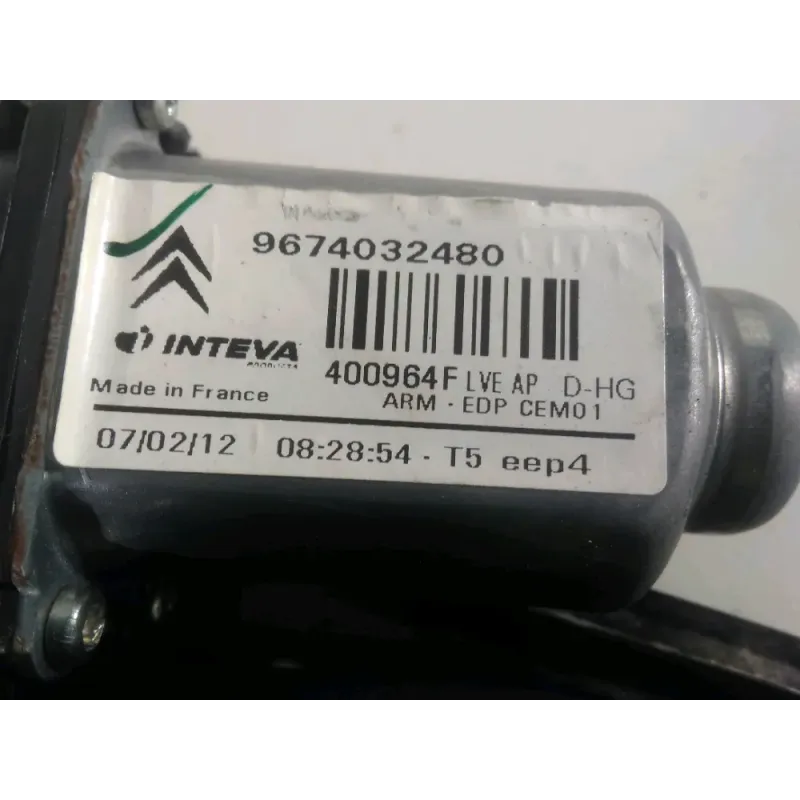 9674032480
INTEVA
PRODUCTS
400964F LVE AP D-HG
Made in France
ARM - EDP CEM01
07/02/12 08:28:54 - T5 eep4